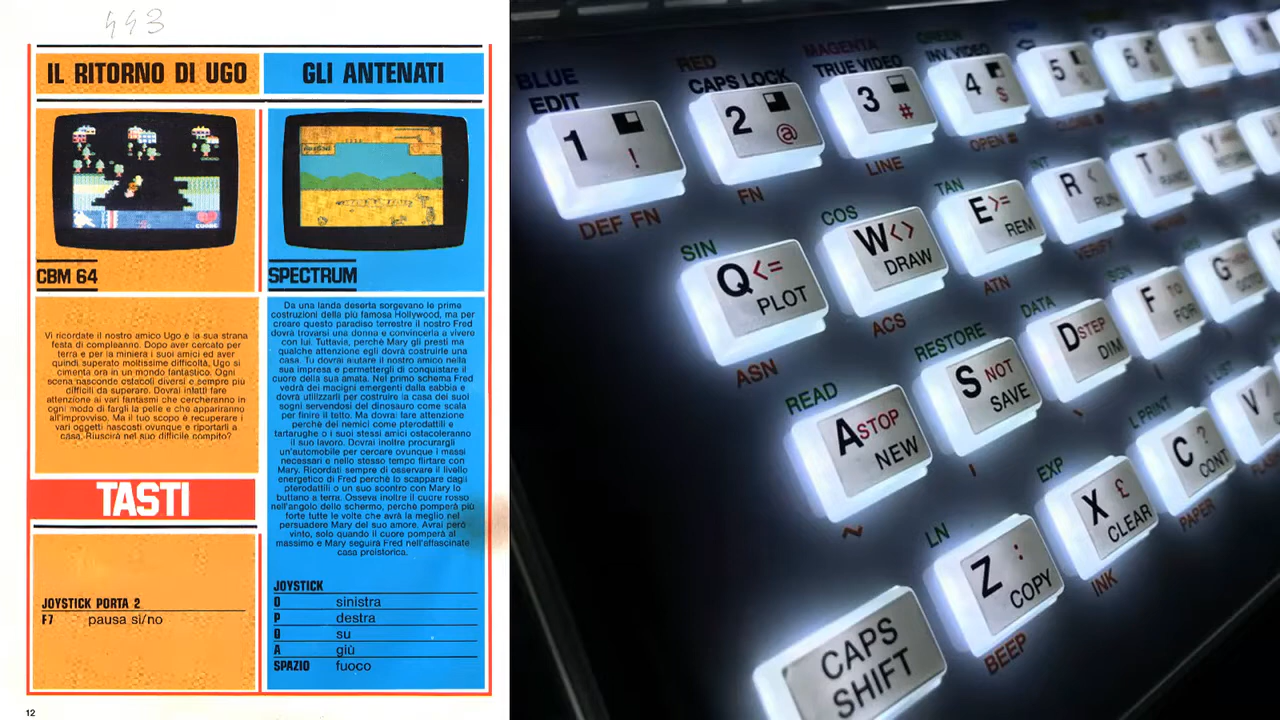 443
IL RITORNO DI UGO
GLI ANTENATI
CBM 64
SPECTRUM
Vi ricordate il nostro amico Ugo e la sua strana
festa di compleanno. Dopo aver cercato per
terra e per la miniera i suoi amici ed aver
quindi superato moltissime difficoltà, Ugo si
cimenta ora in un mondo fantastico. Ogni
scena nasconde ostacoli diversi e sempre più
difficili da superare. Dovrai infatti fare
attenzione ai vari fantasmi che cercheranno in
ogni modo di fargli la pelle e che appariranno
all'improvviso. Ma il tuo scopo è recuperare i
vari oggetti nascosti ovunque e riportarli a
casa. Riuscirà nel suo difficile compito?
TASTI
JOYSTICK PORTA 2
F7 pausa si/no
Da una landa deserta sorgevano le prime
costruzioni della più famosa Hollywood, ma per
creare questo paradiso terrestre il nostro Fred
dovrà trovarsi una donna e convincerla a vivere
con lui. Tuttavia, perchè Mary gli presti ma
qualche attenzione egli dovrà costruirle una
casa. Tu dovrai aiutare il nostro amico nella
sua impresa e permettergli di conquistare il
cuore della sua amata. Nel primo schema Fred
vedrà dei macigni emergenti dalla sabbia e
dovrà utilizzarli per costruire la casa dei suoi
sogni servendosi del dinosauro come scala
per finire il tetto. Ma dovrai fare attenzione
perchè dei nemici come pterodattili e
tartarughe o i suoi stessi amici ostacoleranno
il suo lavoro. Dovrai inoltre procurargli
un'automobile per cercare ovunque i massi
necessari e nello stesso tempo flirtare con
Mary. Ricordati sempre di osservare il livello
energetico di Fred perchè lo scappare dagli
pterodattili o un suo scontro con Mary lo
buttano a terra. Osseva inoltre il cuore rosso
nell'angolo dello schermo, perchè pomperà più
forte tutte le volte che avrà la meglio nel
persuadere Mary del suo amore. Avrai però
vinto, solo quando il cuore pomperà al
massimo e Mary seguirà Fred nell'affascinate
casa preistorica.
JOYSTICK
O sinistra
P destra
Q su
A giù
SPAZIO fuoco
12
BLUE RED MAGENTA GREEN
EDIT CAPS LOCK TRUE VIDEO INV. VIDEO
1 ! 2 @ 3 # 4 $ 5 6
DEF FN FN LINE OPEN # CLOSE #
SIN COS TAN INT
Q <= PLOT W <> DRAW E >= REM R < RUN T > RAND Y
ASN ACS ATN VERIFY
READ RESTORE DATA SGN
A STOP NEW S NOT SAVE D STEP DIM F TO FOR G
~ |
LN EXP L PRINT
CAPS SHIFT Z : COPY X £ CLEAR C ? CONT V
BEEP INK PAPER